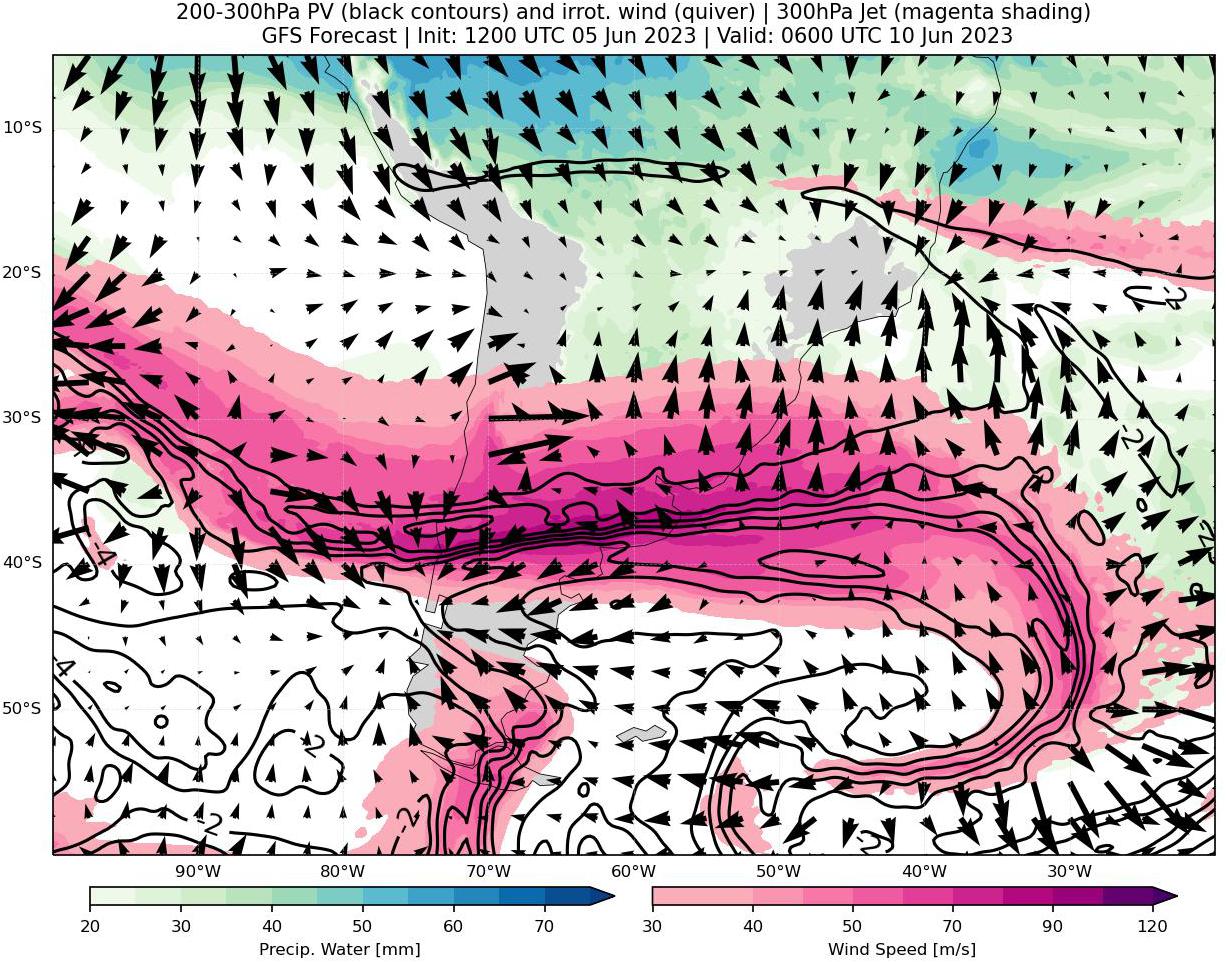 200-300hPa PV (black contours) and irrot. wind (quiver) | 300hPa Jet (magenta shading)
GFS Forecast | Init: 1200 UTC 05 Jun 2023 | Valid: 0600 UTC 10 Jun 2023
10°S
20°S
30°S
40°S
50°S
-2
-2
-4
-4
-2
-2
-2
-2
90°W 80°W 70°W 60°W 50°W 40°W 30°W
20 30 40 50 60 70
30 40 50 70 90 120
Precip. Water [mm] Wind Speed [m/s]